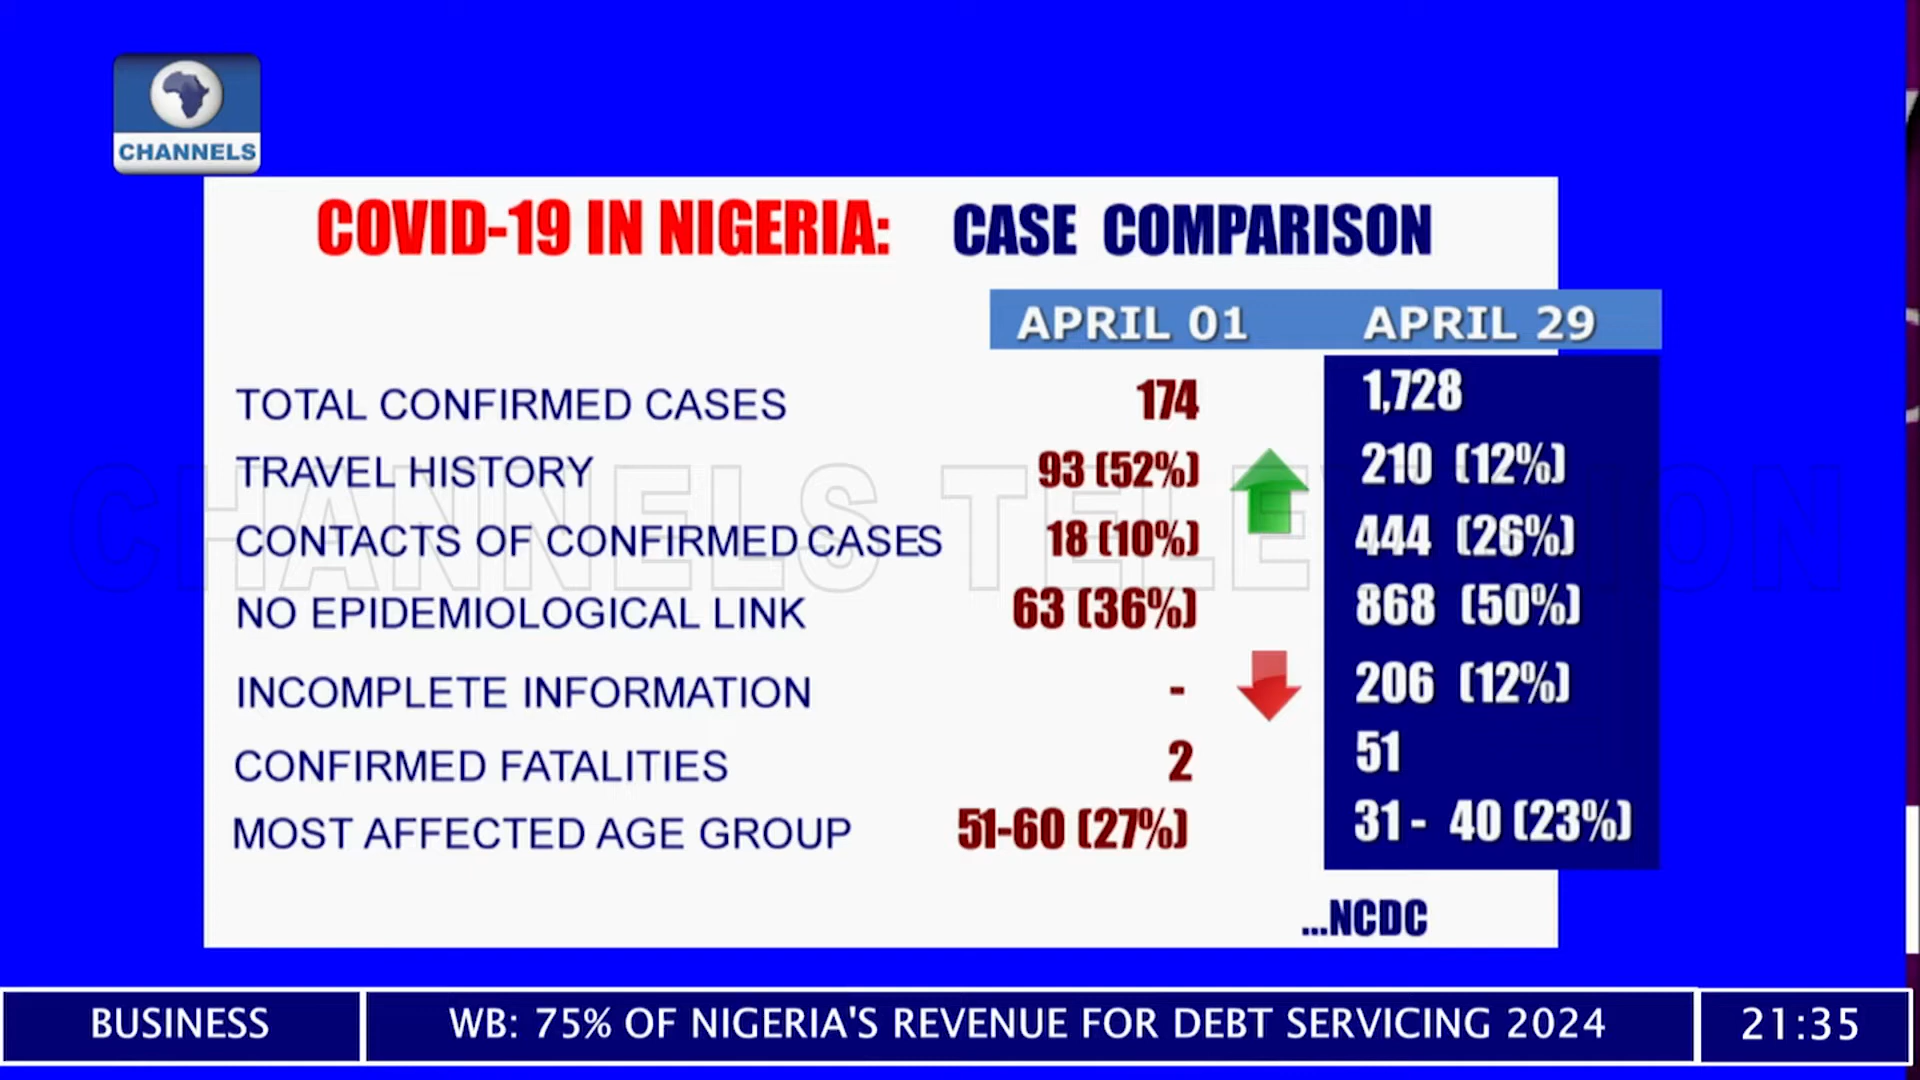 CHANNELS
COVID-19 IN NIGERIA: CASE COMPARISON
APRIL 01 APRIL 29
TOTAL CONFIRMED CASES 174 1,728
TRAVEL HISTORY 93 (52%) 210 (12%)
CHANNELS TELEVISION
CONTACTS OF CONFIRMED CASES 18 (10%) 444 (26%)
NO EPIDEMIOLOGICAL LINK 63 (36%) 868 (50%)
INCOMPLETE INFORMATION - 206 (12%)
CONFIRMED FATALITIES 2 51
MOST AFFECTED AGE GROUP 51-60 (27%) 31 - 40 (23%)
...NCDC
BUSINESS WB: 75% OF NIGERIA'S REVENUE FOR DEBT SERVICING 2024 21:35